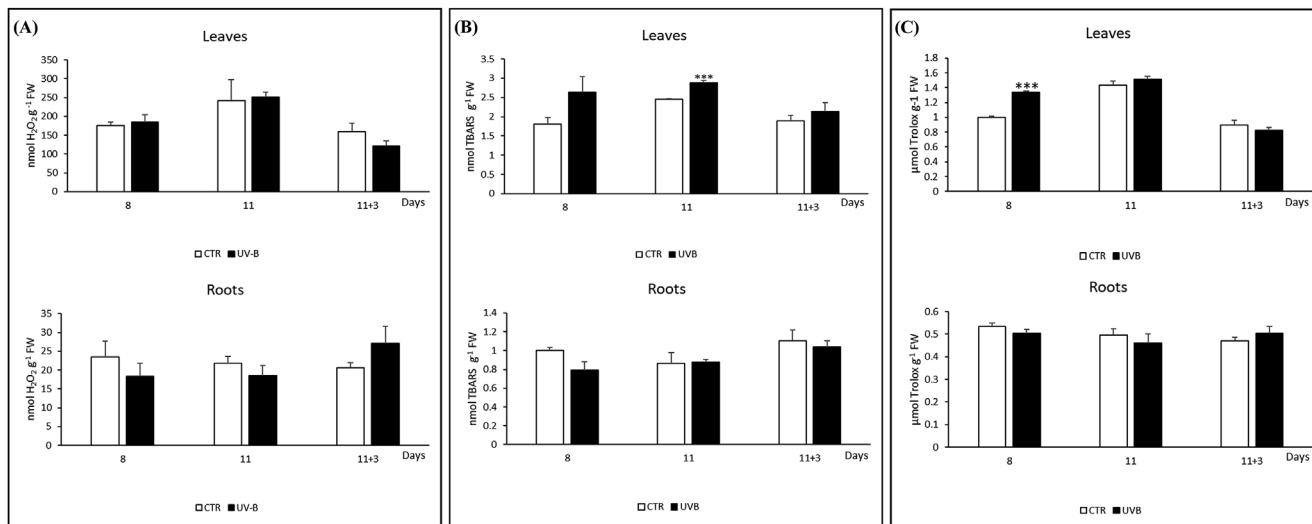 (A)
Leaves
nmol H₂O₂ g⁻¹ FW
350
300
250
200
150
100
50
0
8 11 11+3 Days
CTR UV-B
Roots
nmol H₂O₂ g⁻¹ FW
35
30
25
20
15
10
5
0
8 11 11+3 Days
CTR UV-B
(B)
Leaves
nmol TBARS g⁻¹ FW
3.5
3
2.5
2
1.5
1
0.5
0
***
8 11 11+3 Days
CTR UVB
Roots
nmol TBARS g⁻¹ FW
1.4
1.2
1
0.8
0.6
0.4
0.2
0
8 11 11+3 Days
CTR UVB
(C)
Leaves
µmol Trolox g-1 FW
1.6
1.4
1.2
1
0.8
0.6
0.4
0.2
0
***
8 11 11+3 Days
CTR UVB
Roots
µmol Trolox g⁻¹ FW
0.6
0.5
0.4
0.3
0.2
0.1
0
8 11 11+3 Days
CTR UVB